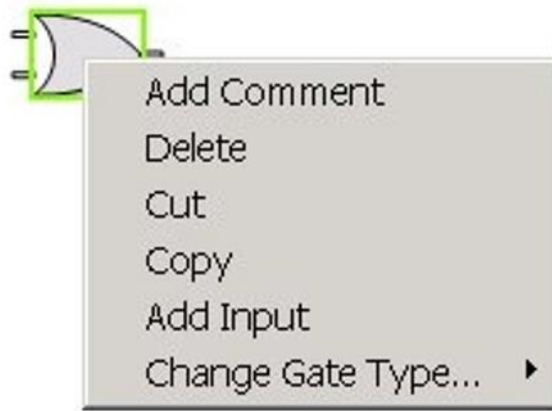 Add Comment
Delete
Cut
Copy
Add Input
Change Gate Type...